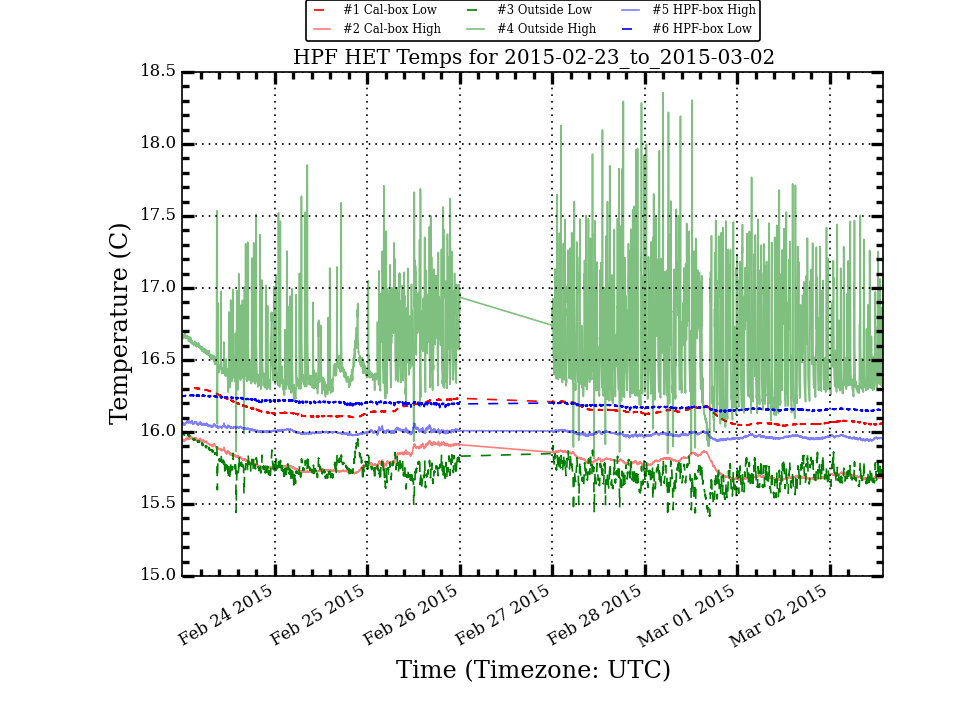 #1 Cal-box Low #3 Outside Low #5 HPF-box High
#2 Cal-box High #4 Outside High #6 HPF-box Low
HPF HET Temps for 2015-02-23_to_2015-03-02
18.5
18.0
17.5
17.0
16.5
16.0
15.5
15.0
Temperature (C)
Feb 24 2015
Feb 25 2015
Feb 26 2015
Feb 27 2015
Feb 28 2015
Mar 01 2015
Mar 02 2015
Time (Timezone: UTC)